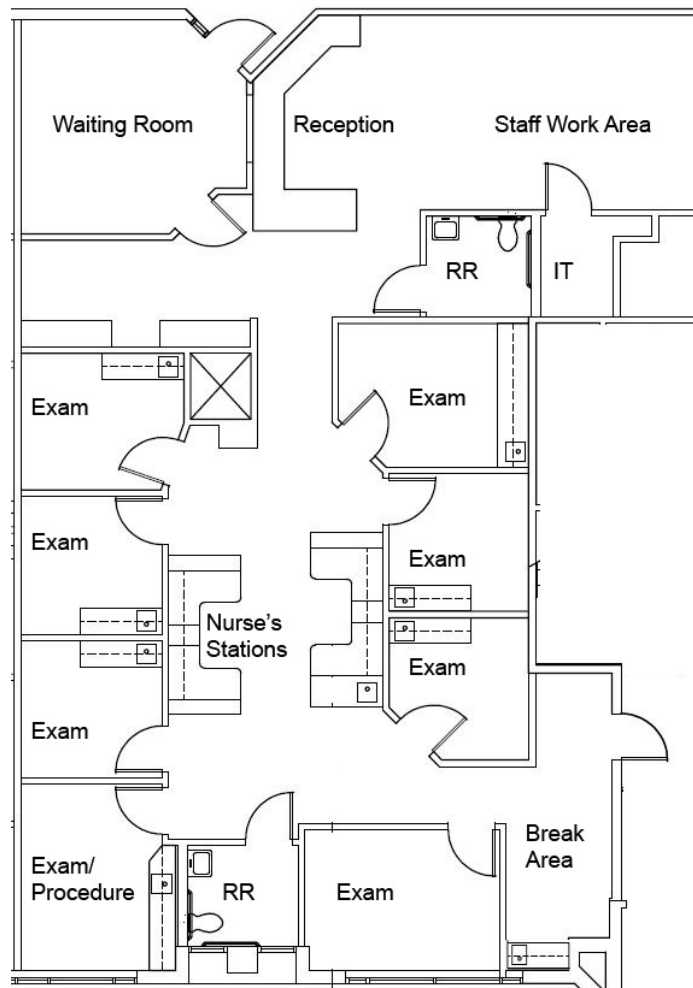 Waiting Room
Reception
Staff Work Area
RR
IT
Exam
Exam
Exam
Exam
Nurse's
Stations
Exam
Exam
Exam/
Procedure
RR
Exam
Break
Area